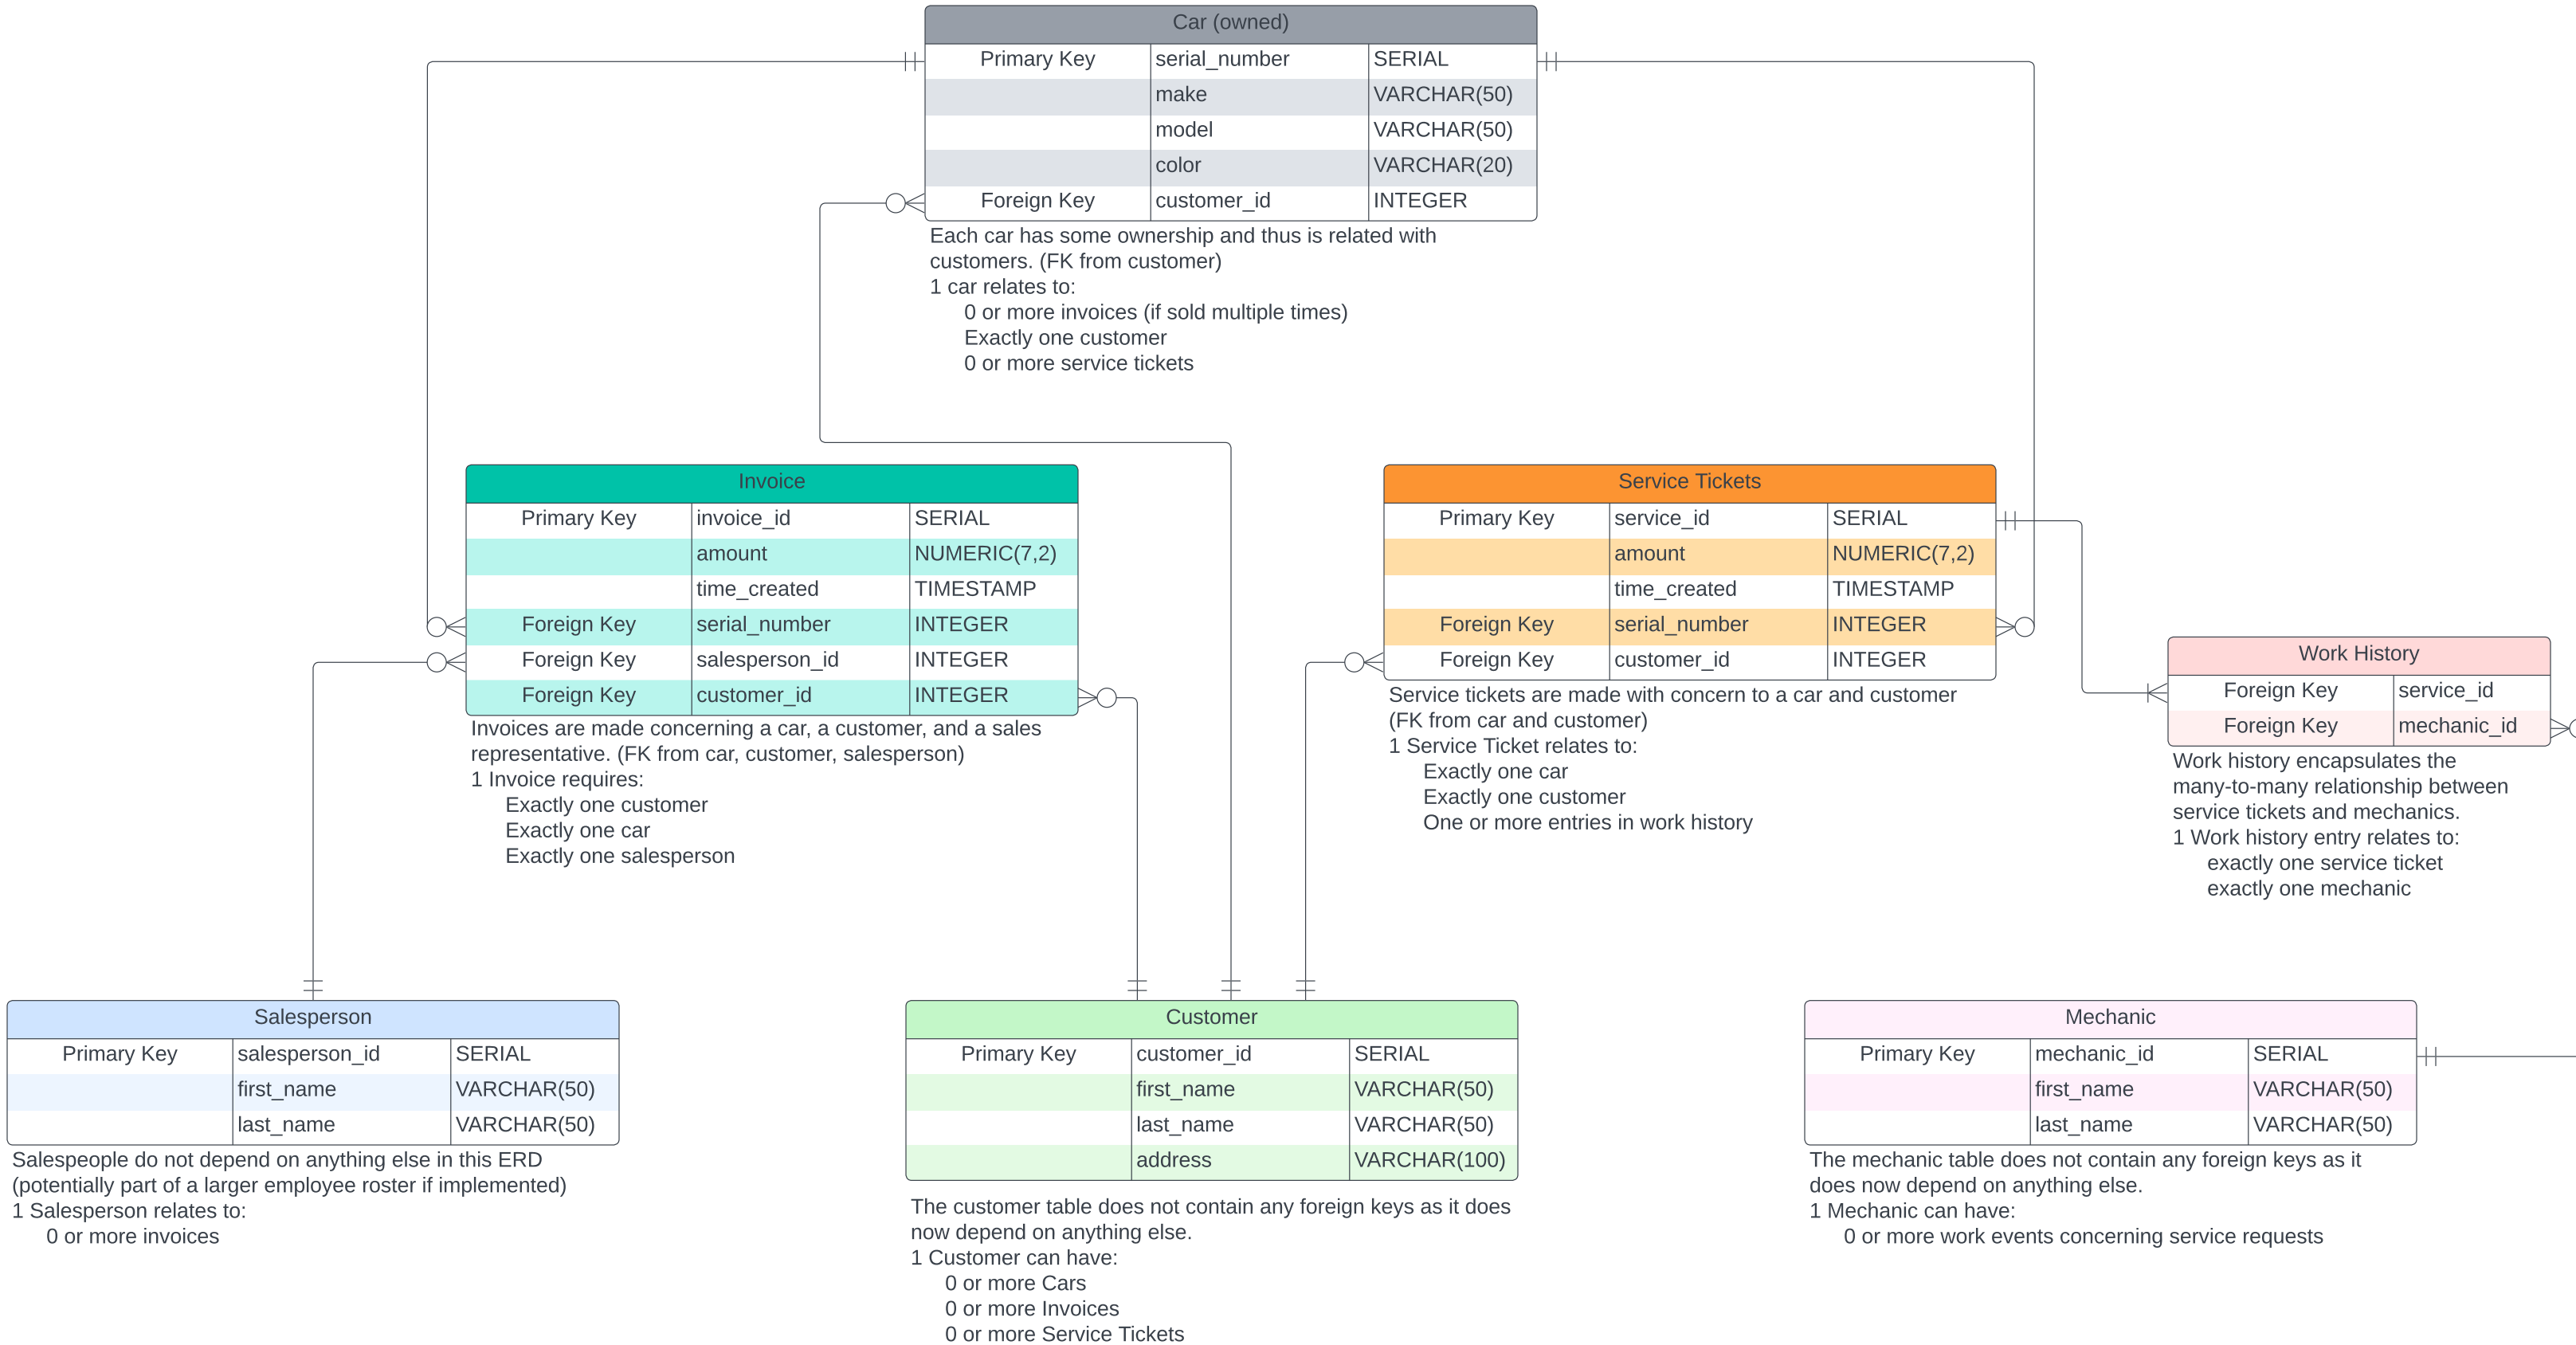 Car (owned)
Primary Key serial_number SERIAL
make VARCHAR(50)
model VARCHAR(50)
color VARCHAR(20)
Foreign Key customer_id INTEGER
Each car has some ownership and thus is related with
customers. (FK from customer)
1 car relates to:
0 or more invoices (if sold multiple times)
Exactly one customer
0 or more service tickets
Invoice
Primary Key invoice_id SERIAL
amount NUMERIC(7,2)
time_created TIMESTAMP
Foreign Key serial_number INTEGER
Foreign Key salesperson_id INTEGER
Foreign Key customer_id INTEGER
Invoices are made concerning a car, a customer, and a sales
representative. (FK from car, customer, salesperson)
1 Invoice requires:
Exactly one customer
Exactly one car
Exactly one salesperson
Service Tickets
Primary Key service_id SERIAL
amount NUMERIC(7,2)
time_created TIMESTAMP
Foreign Key serial_number INTEGER
Foreign Key customer_id INTEGER
Service tickets are made with concern to a car and customer
(FK from car and customer)
1 Service Ticket relates to:
Exactly one car
Exactly one customer
One or more entries in work history
Work History
Foreign Key service_id
Foreign Key mechanic_id
Work history encapsulates the
many-to-many relationship between
service tickets and mechanics.
1 Work history entry relates to:
exactly one service ticket
exactly one mechanic
Salesperson
Primary Key salesperson_id SERIAL
first_name VARCHAR(50)
last_name VARCHAR(50)
Salespeople do not depend on anything else in this ERD
(potentially part of a larger employee roster if implemented)
1 Salesperson relates to:
0 or more invoices
Customer
Primary Key customer_id SERIAL
first_name VARCHAR(50)
last_name VARCHAR(50)
address VARCHAR(100)
The customer table does not contain any foreign keys as it does
now depend on anything else.
1 Customer can have:
0 or more Cars
0 or more Invoices
0 or more Service Tickets
Mechanic
Primary Key mechanic_id SERIAL
first_name VARCHAR(50)
last_name VARCHAR(50)
The mechanic table does not contain any foreign keys as it
does now depend on anything else.
1 Mechanic can have:
0 or more work events concerning service requests